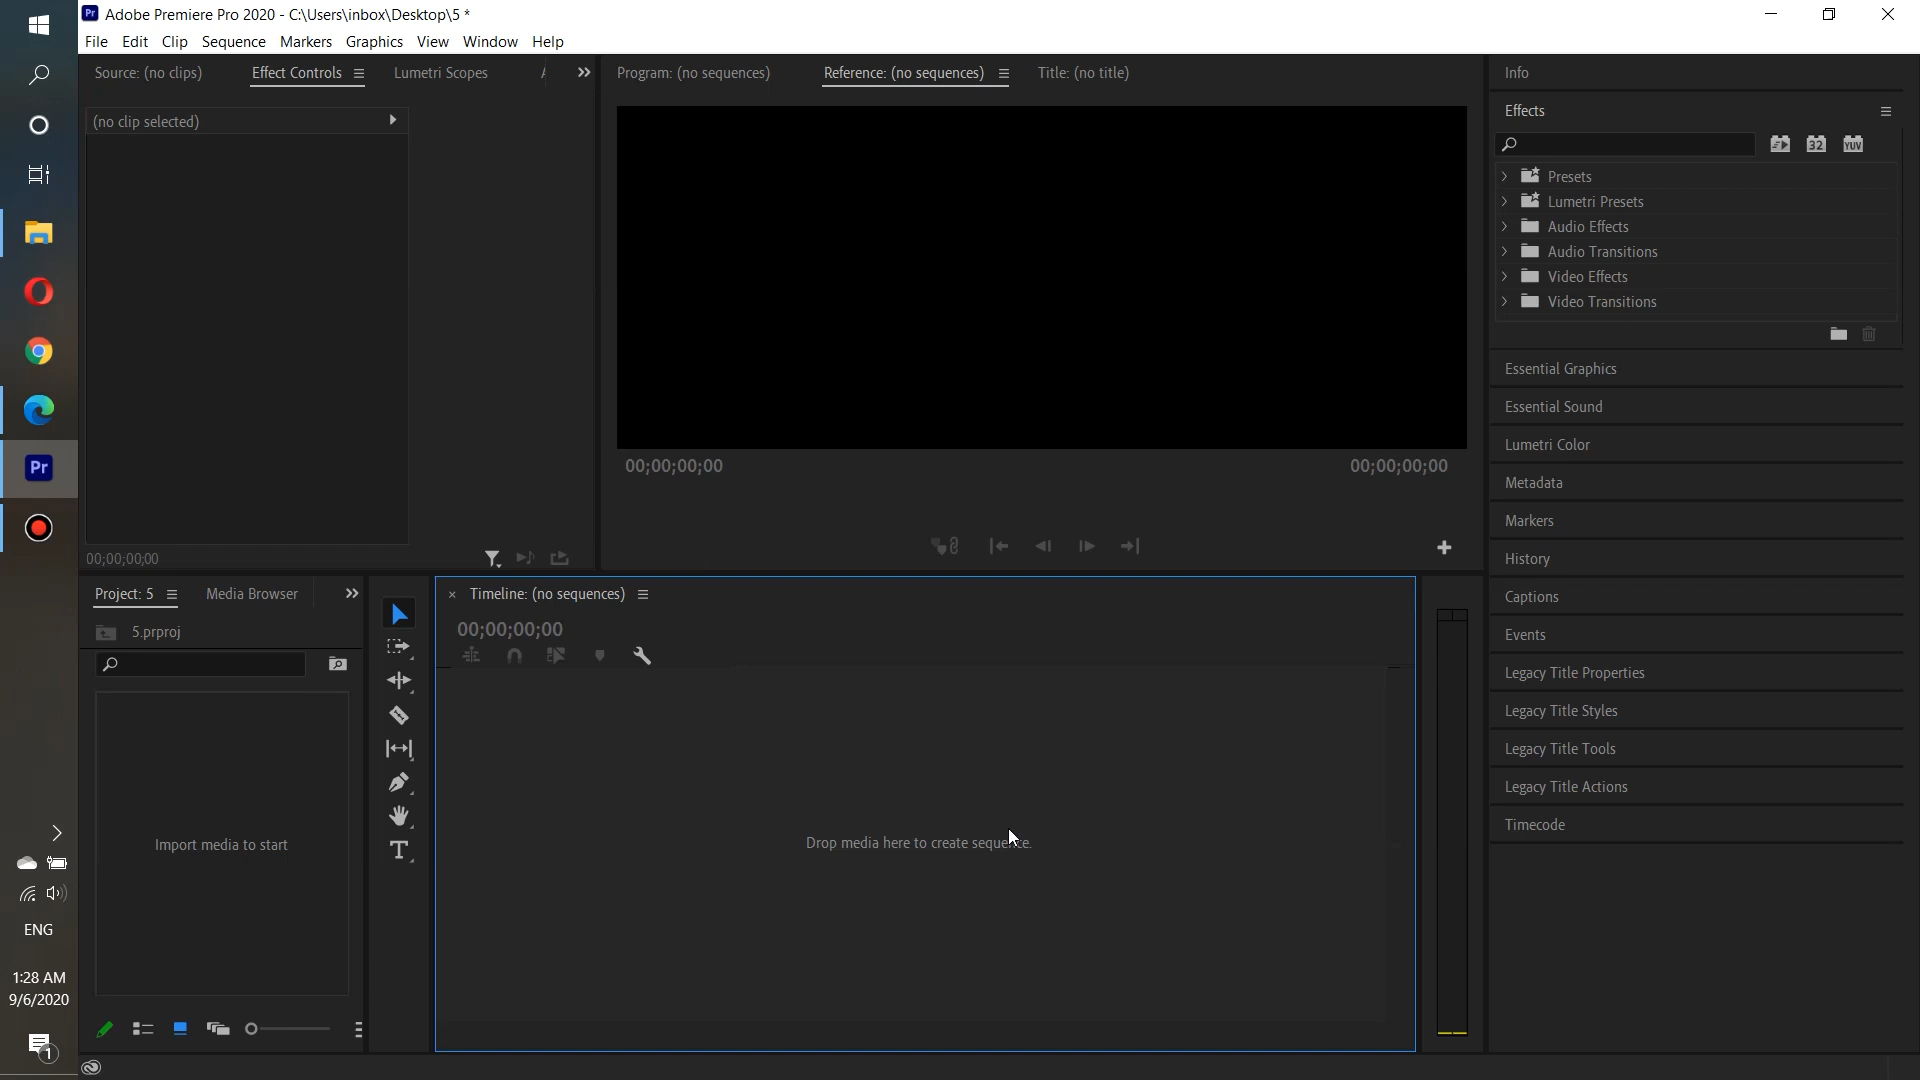 Adobe Premiere Pro 2020 - C:\Users\inbox\Desktop\5 *
File Edit Clip Sequence Markers Graphics View Window Help
Source: (no clips) Effect Controls Lumetri Scopes
(no clip selected)
00;00;00;00
Program: (no sequences) Reference: (no sequences) Title: (no title)
00;00;00;00 00;00;00;00
Info
Effects
32 YUV
Presets
Lumetri Presets
Audio Effects
Audio Transitions
Video Effects
Video Transitions
Essential Graphics
Essential Sound
Lumetri Color
Metadata
Markers
History
Captions
Events
Legacy Title Properties
Legacy Title Styles
Legacy Title Tools
Legacy Title Actions
Timecode
Project: 5 Media Browser
5.prproj
Import media to start
Timeline: (no sequences)
00;00;00;00
Drop media here to create sequence.
Pr
ENG
1:28 AM
9/6/2020
1